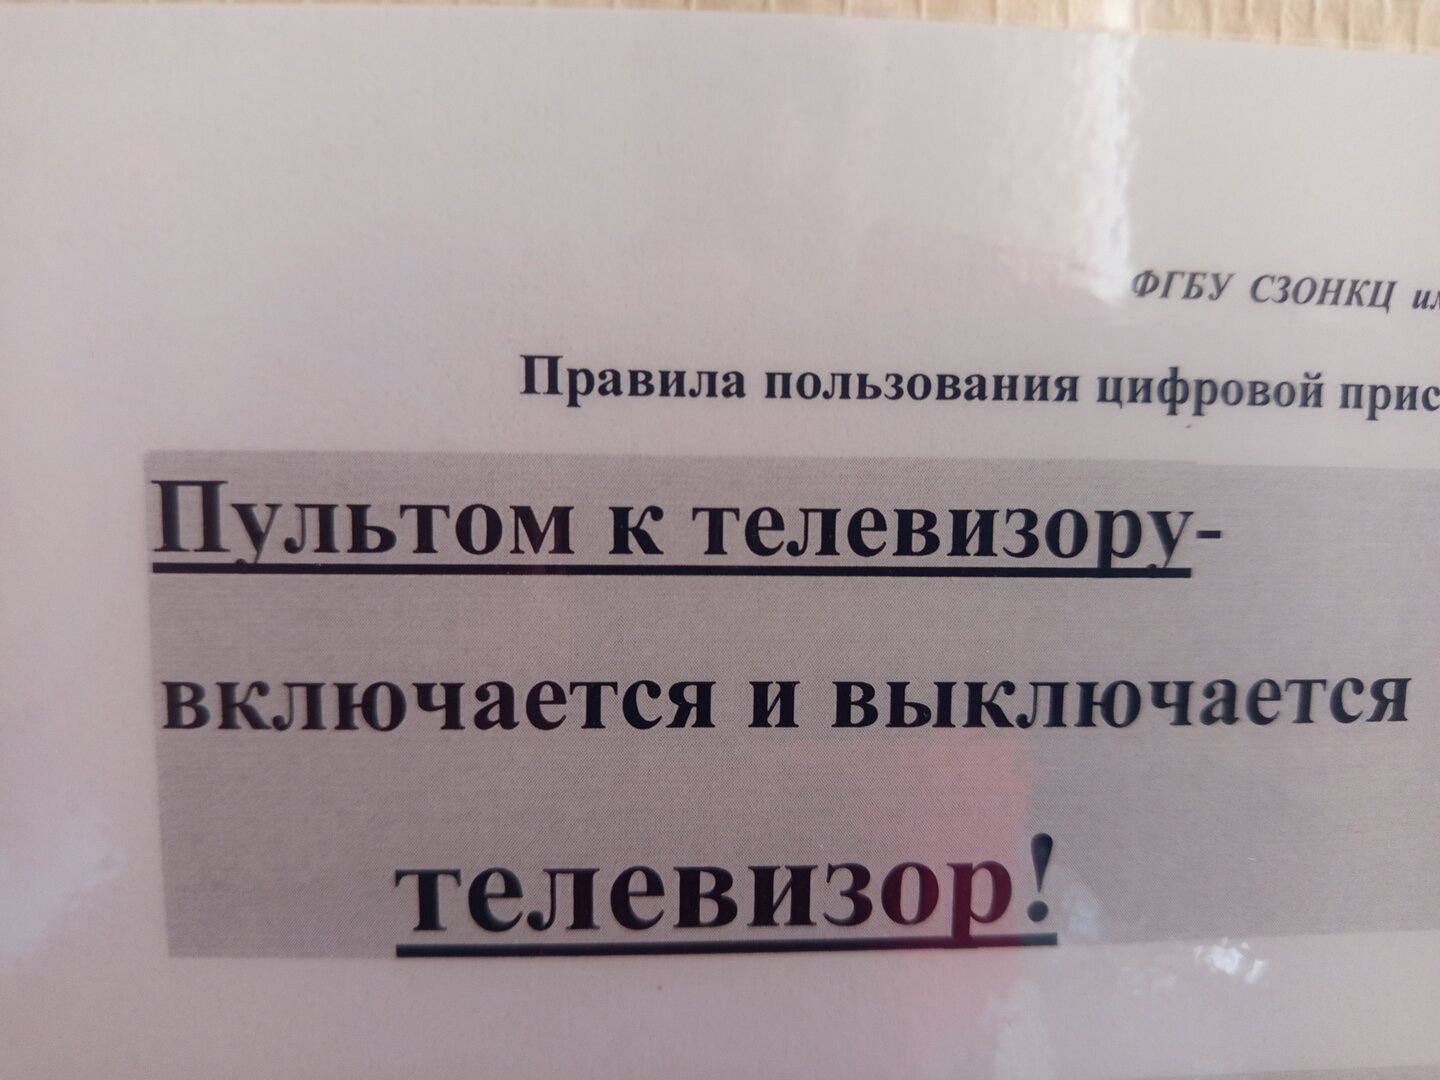 ФГБУ СЗОНКЦ
Правила пользования цифровой
Пультом к телевизору-
включается и выключается
телевизор!